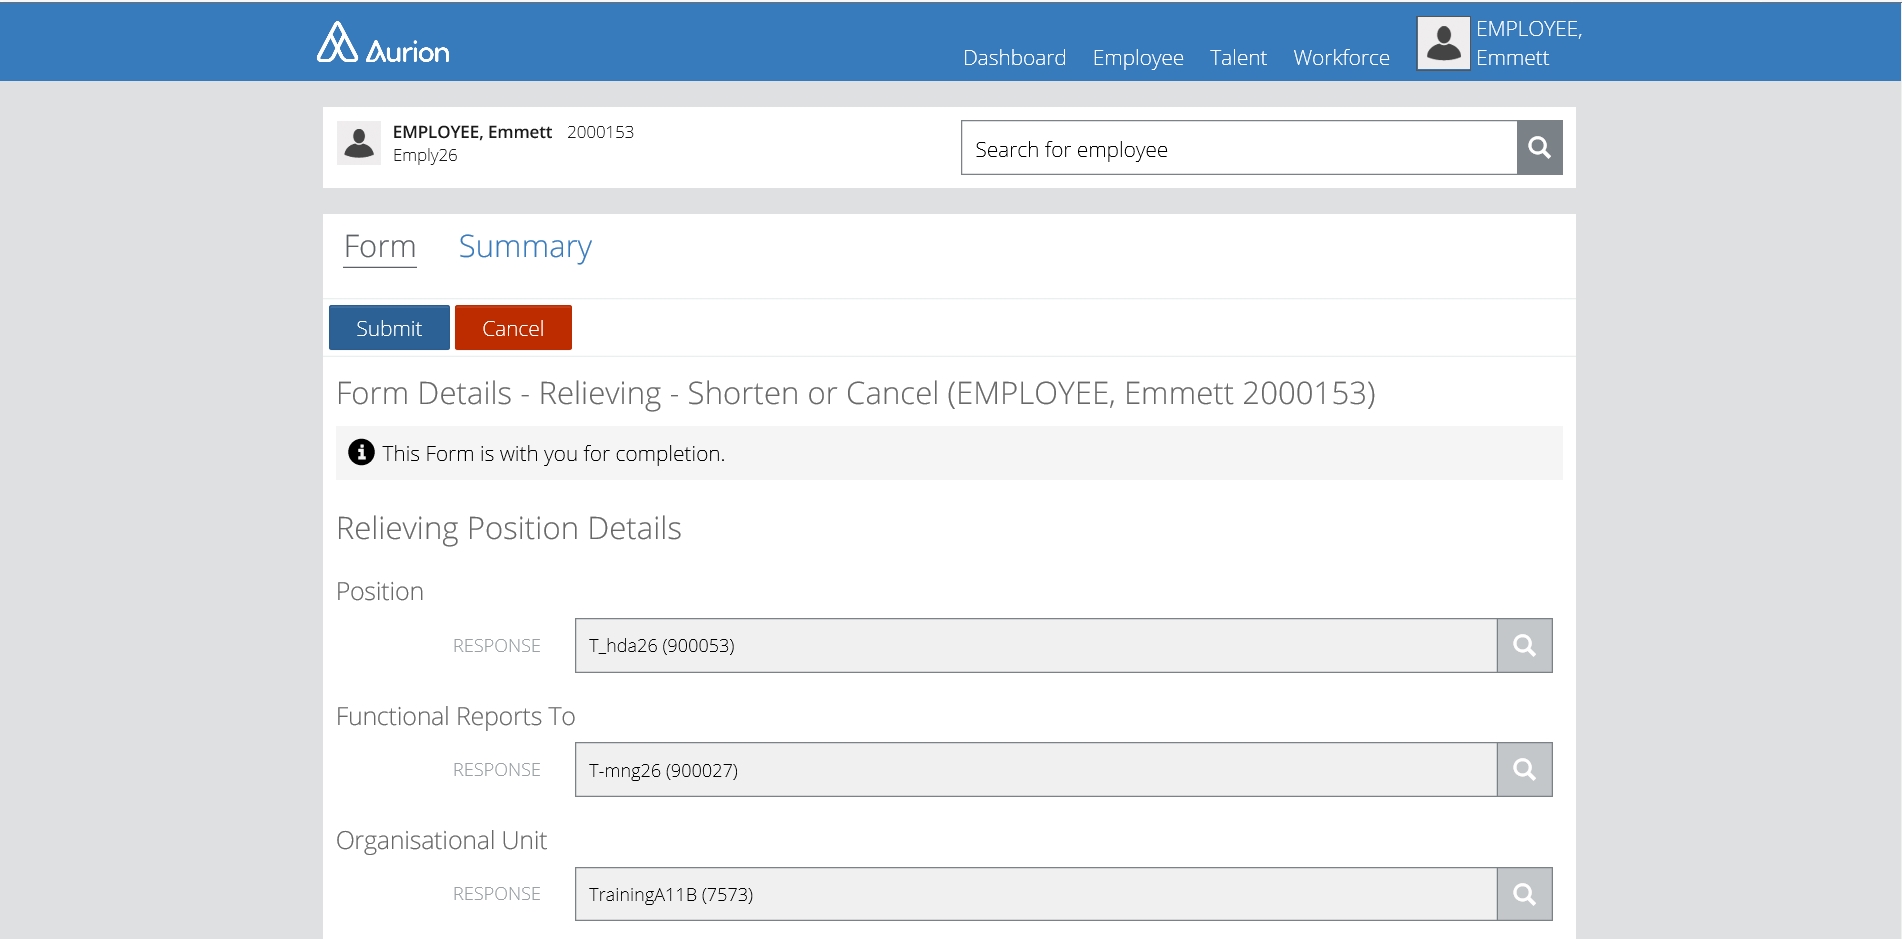 Aurion
Dashboard Employee Talent Workforce
EMPLOYEE,
Emmett
EMPLOYEE, Emmett 2000153
Emply26
Search for employee
Form Summary
Submit Cancel
Form Details - Relieving - Shorten or Cancel (EMPLOYEE, Emmett 2000153)
This Form is with you for completion.
Relieving Position Details
Position
RESPONSE T_hda26 (900053)
Functional Reports To
RESPONSE T-mng26 (900027)
Organisational Unit
RESPONSE TrainingA11B (7573)